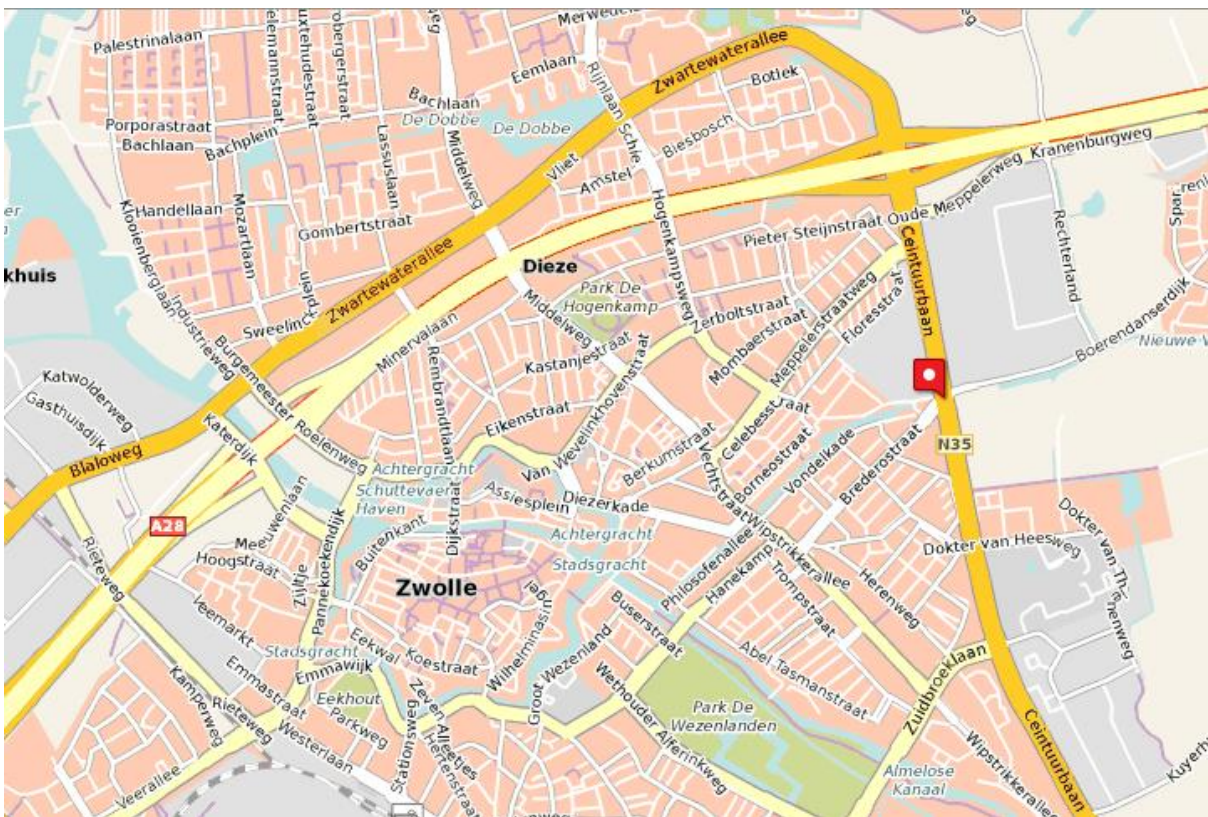 Palestrinalaan
Merwedel
Eemlaan
Rijnlaan
Zwartewaterallee
Botlek
Bachlaan
De Dobbe
De Dobbe
Porporastraat
Bachlaan
Bachplein
Lassuslaan
Middelweg
Schie
Biesbosch
Vliet
Amstel
Kranenburgweg
Handellaan
Mozartlaan
Gombertstraat
Hogenkampsweg
Oude Meppelerweg
Pieter Steijnstraat
Klooienberglaan
Zwartewaterallee
Ceintuurbaan
Rechterland
khuis
Dieze
Park De
Hogenkamp
Industrieweg
Sweelinck
Minervalaan
Middelweg
Zerboltstraat
Mombaerstraat
Meppelerstraatweg
Floresstra
Boerendanserdijk
Nieuwe V
Burgemeester Roelenweg
Rembrandtlaan
Kastanjestraat
Katwolderweg
Gasthuisdijk
Katerdijk
Eikenstraat
Van Wevelinkhovenstraat
Celebesstraat
Berkumstraat
Borneostraat
Vondelkade
Brederostraat
N35
Blaloweg
Achtergracht
Schuttevaer
Haven
Assiesplein
Diezerkade
Vechtstraat
A28
Meeuwenlaan
Hoogstraat
Buitenkant
Dijkstraat
Achtergracht
Stadsgracht
Wipstrikkerallee
Dokter van Heesweg
Rieteweg
Zijltje
Pannekoekendijk
Zwolle
Philosofenallee
Hanekamp
Trompstraat
Herenweg
Veemarkt
Stadsgracht
Eekwal
Koestraat
Wilhelminasingel
Buserstraat
Emmawijk
Emmastraat
Eekhout
Groot Wezenland
Abel Tasmanstraat
Zuidbroeklaan
Kamperweg
Rieteweg
Westerlaan
Parkweg
Stationsweg
Zeven Alleetjes
Hertenstraat
Wethouder Alferinkweg
Park De
Wezenlanden
Wipstrikkerallee
Ceintuurbaan
Veerallee
Almelose
Kanaal